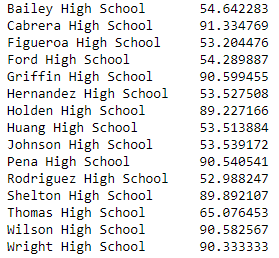 Bailey High School 54.642283
Cabrera High School 91.334769
Figueroa High School 53.204476
Ford High School 54.289887
Griffin High School 90.599455
Hernandez High School 53.527508
Holden High School 89.227166
Huang High School 53.513884
Johnson High School 53.539172
Pena High School 90.540541
Rodriguez High School 52.988247
Shelton High School 89.892107
Thomas High School 65.076453
Wilson High School 90.582567
Wright High School 90.333333